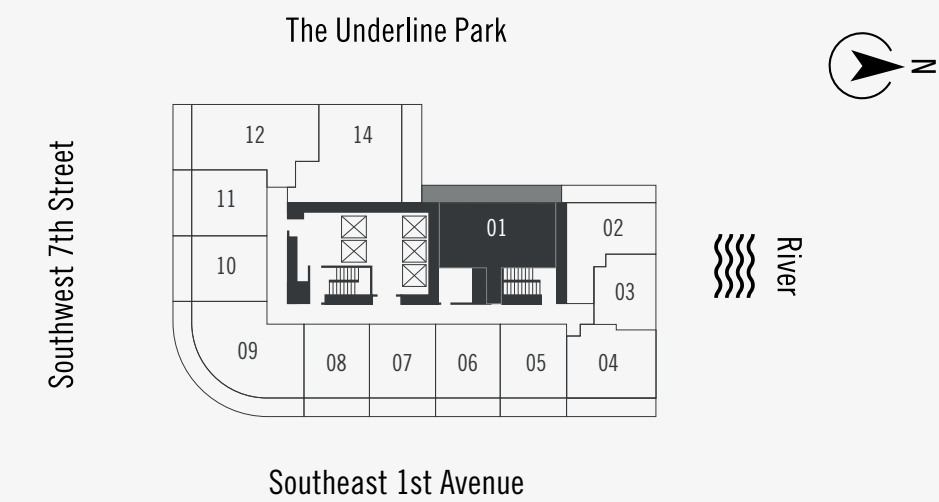 The Underline Park
N
12
14
11
01
02
10
River
03
Southwest 7th Street
09
08
07
06
05
04
Southeast 1st Avenue